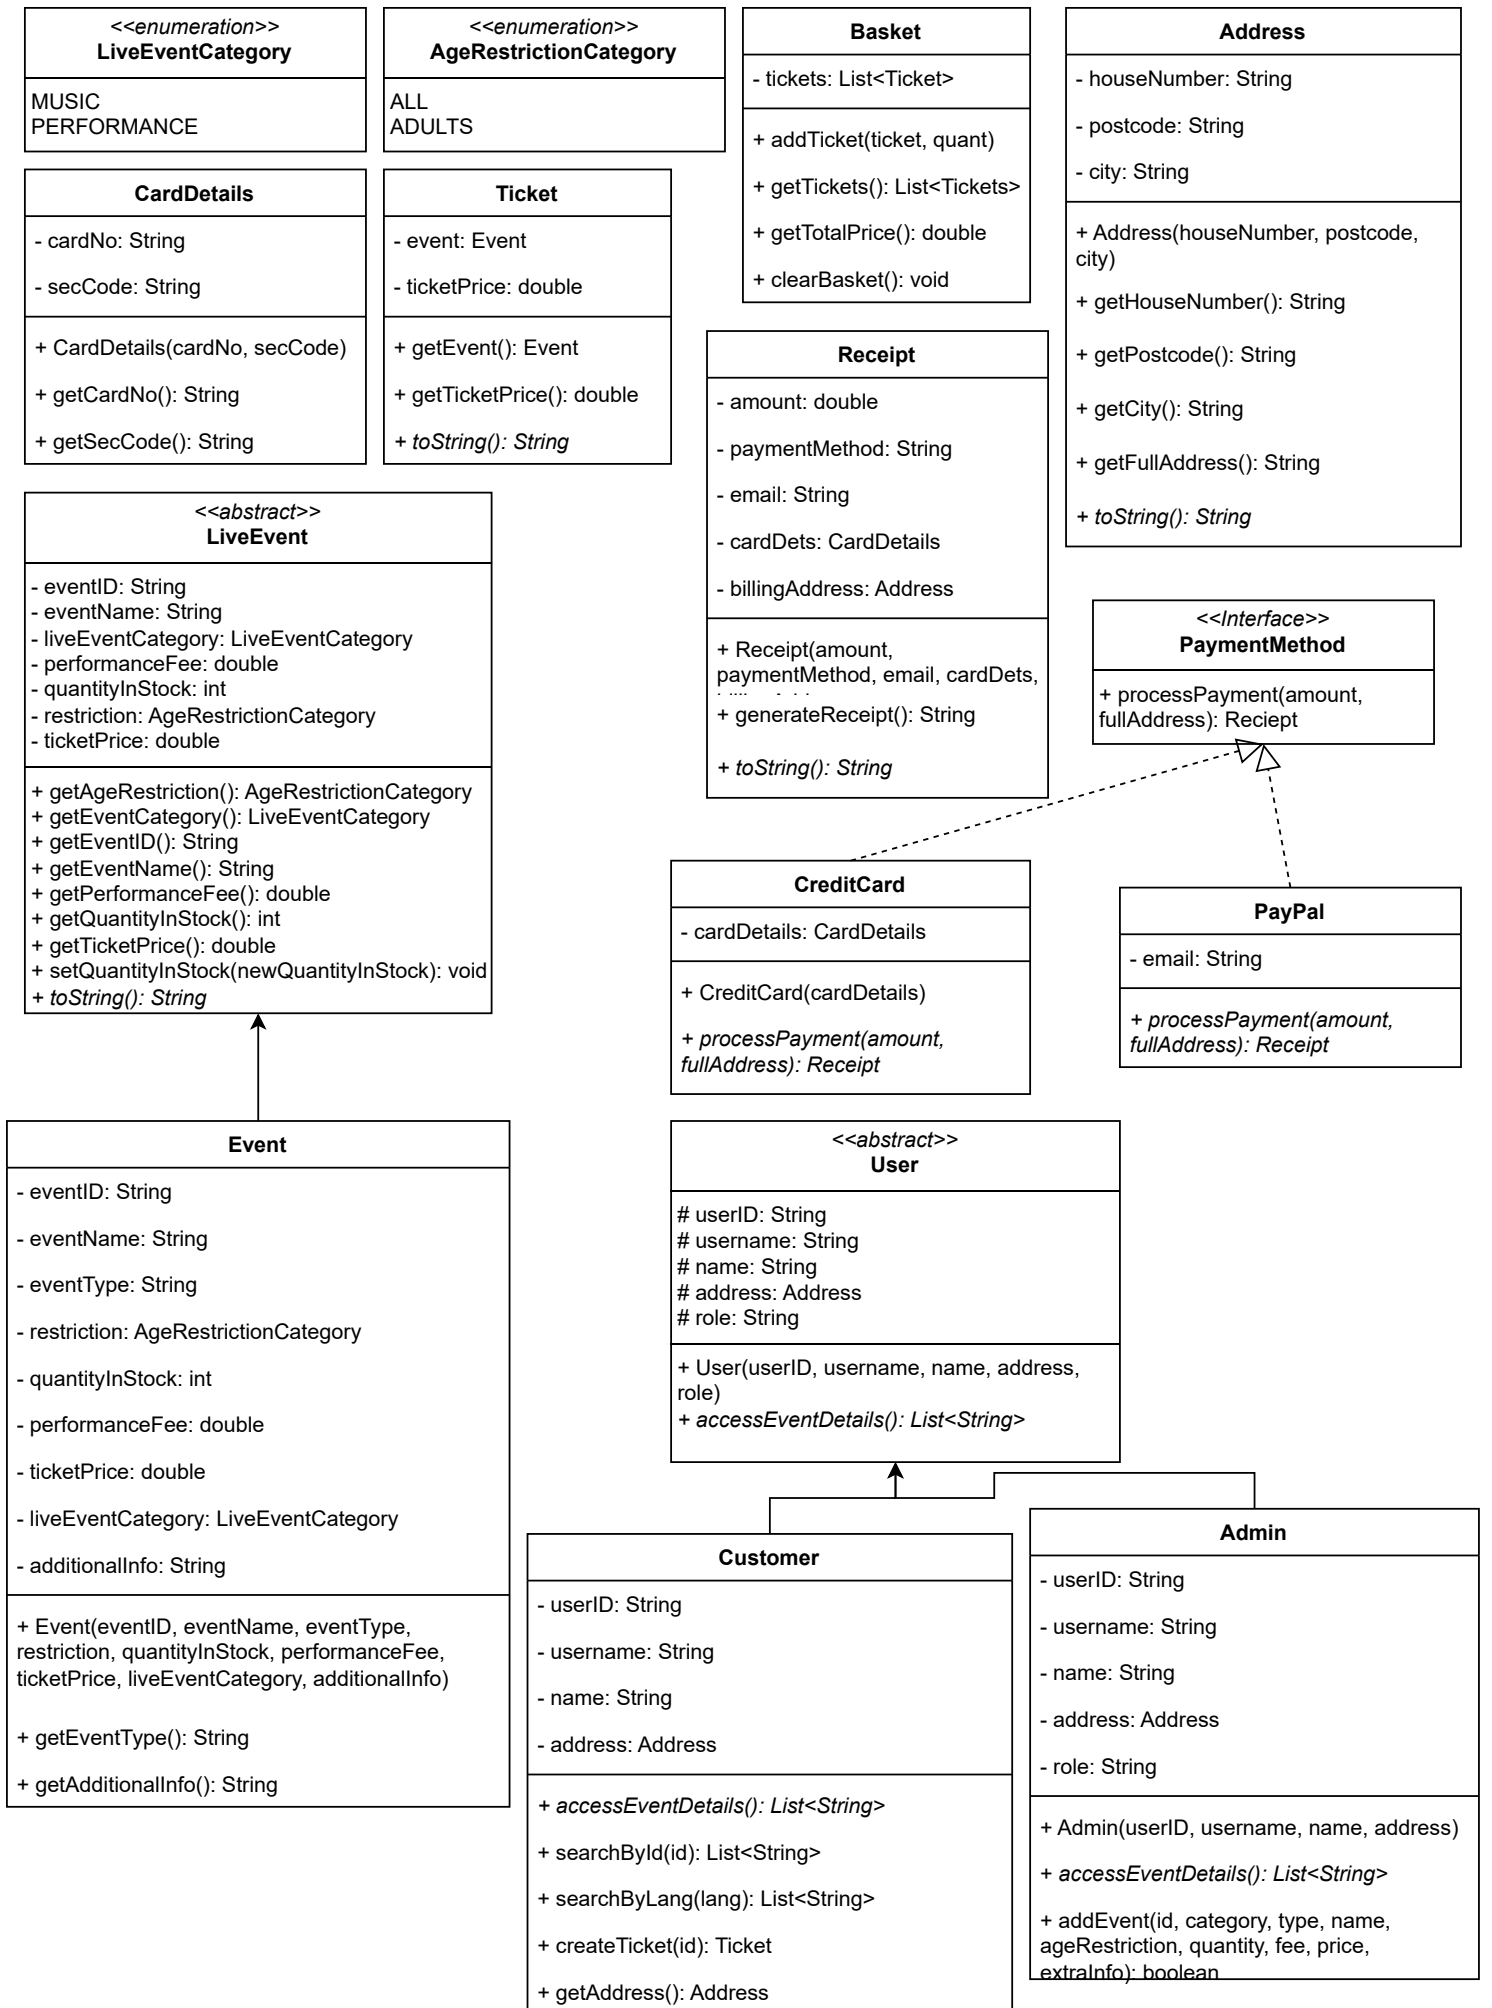 <<enumeration>>
LiveEventCategory
MUSIC
PERFORMANCE
<<enumeration>>
AgeRestrictionCategory
ALL
ADULTS
Basket
- tickets: List<Ticket>
+ addTicket(ticket, quant)
+ getTickets(): List<Tickets>
+ getTotalPrice(): double
+ clearBasket(): void
Address
- houseNumber: String
- postcode: String
- city: String
+ Address(houseNumber, postcode,
city)
+ getHouseNumber(): String
+ getPostcode(): String
+ getCity(): String
+ getFullAddress(): String
+ toString(): String
CardDetails
- cardNo: String
- secCode: String
+ CardDetails(cardNo, secCode)
+ getCardNo(): String
+ getSecCode(): String
Ticket
- event: Event
- ticketPrice: double
+ getEvent(): Event
+ getTicketPrice(): double
+ toString(): String
Receipt
- amount: double
- paymentMethod: String
- email: String
- cardDets: CardDetails
- billingAddress: Address
+ Receipt(amount,
paymentMethod, email, cardDets,
+ generateReceipt(): String
+ toString(): String
<<abstract>>
LiveEvent
- eventID: String
- eventName: String
- liveEventCategory: LiveEventCategory
- performanceFee: double
- quantityInStock: int
- restriction: AgeRestrictionCategory
- ticketPrice: double
+ getAgeRestriction(): AgeRestrictionCategory
+ getEventCategory(): LiveEventCategory
+ getEventID(): String
+ getEventName(): String
+ getPerformanceFee(): double
+ getQuantityInStock(): int
+ getTicketPrice(): double
+ setQuantityInStock(newQuantityInStock): void
+ toString(): String
<<Interface>>
PaymentMethod
+ processPayment(amount,
fullAddress): Reciept
CreditCard
- cardDetails: CardDetails
+ CreditCard(cardDetails)
+ processPayment(amount,
fullAddress): Receipt
PayPal
- email: String
+ processPayment(amount,
fullAddress): Receipt
Event
- eventID: String
- eventName: String
- eventType: String
- restriction: AgeRestrictionCategory
- quantityInStock: int
- performanceFee: double
- ticketPrice: double
- liveEventCategory: LiveEventCategory
- additionalInfo: String
+ Event(eventID, eventName, eventType,
restriction, quantityInStock, performanceFee,
ticketPrice, liveEventCategory, additionalInfo)
+ getEventType(): String
+ getAdditionalInfo(): String
<<abstract>>
User
# userID: String
# username: String
# name: String
# address: Address
# role: String
+ User(userID, username, name, address,
role)
+ accessEventDetails(): List<String>
Customer
- userID: String
- username: String
- name: String
- address: Address
+ accessEventDetails(): List<String>
+ searchById(id): List<String>
+ searchByLang(lang): List<String>
+ createTicket(id): Ticket
+ getAddress(): Address
Admin
- userID: String
- username: String
- name: String
- address: Address
- role: String
+ Admin(userID, username, name, address)
+ accessEventDetails(): List<String>
+ addEvent(id, category, type, name,
ageRestriction, quantity, fee, price,
extraInfo): boolean